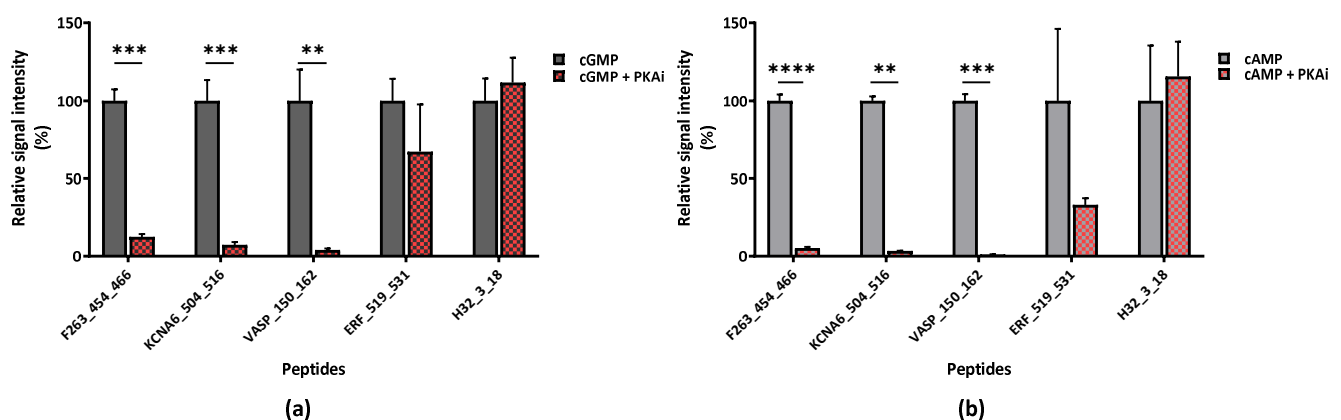 150
100
50
0
Relative signal intensity
(%)
***
***
**
cGMP
cGMP + PKAi
F263_454_466
KCNA6_504_516
VASP_150_162
ERF_519_531
H32_3_18
Peptides
(a)
150
100
50
0
Relative signal intensity
(%)
****
**
***
cAMP
cAMP + PKAi
F263_454_466
KCNA6_504_516
VASP_150_162
ERF_519_531
H32_3_18
Peptides
(b)